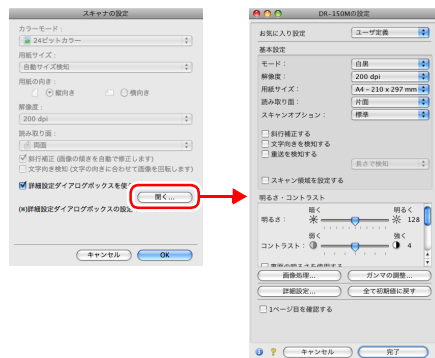 スキャナの設定
カラーモード：
24ビットカラー
用紙サイズ：
自動サイズ検知
用紙の向き：
縦向き
横向き
解像度：
200 dpi
読み取り面：
両面
斜行補正 (画像の傾きを自動で修正します)
文字向き検知 (文字の向きに合わせて画像を回転します)
詳細設定ダイアログボックスを使
開く...
(※)詳細設定ダイアログボックスの設定
キャンセル
OK
DR-150Mの設定
お気に入り設定
ユーザ定義
基本設定
モード：
白黒
解像度：
200 dpi
用紙サイズ：
A4 – 210 x 297 mm
読み取り面：
片面
スキャンオプション：
標準
斜行補正する
文字向きを検知する
重送を検知する
長さで検知
スキャン領域を設定する
明るさ・コントラスト
暗く
明るく
明るさ：
128
弱く
強く
コントラスト：
4
画像処理...
ガンマの調整...
詳細設定...
全て初期値に戻す
1ページ目を確認する
キャンセル
完了